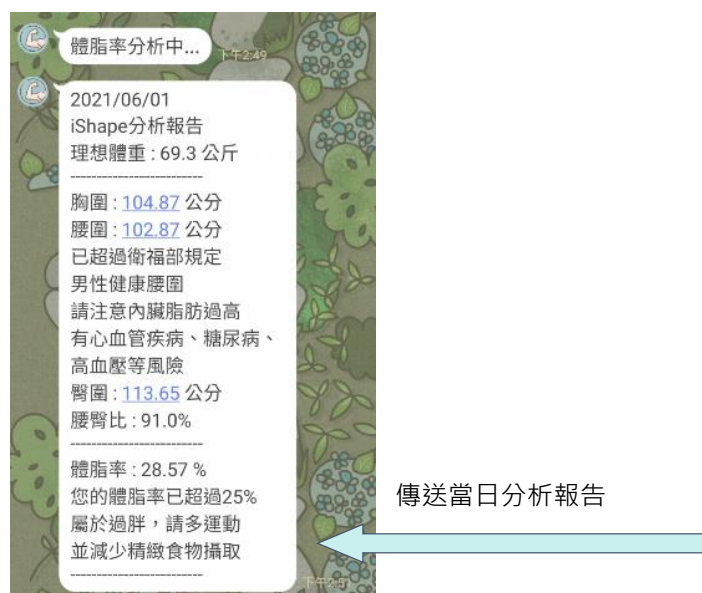 體脂率分析中...
下午2:49
2021/06/01
iShape分析報告
理想體重 : 69.3 公斤
-------------------------
胸圍 : 104.87 公分
腰圍 : 102.87 公分
已超過衛福部規定
男性健康腰圍
請注意內臟脂肪過高
有心血管疾病、糖尿病、
高血壓等風險
臀圍 : 113.65 公分
腰臀比 : 91.0%
-------------------------
體脂率 : 28.57 %
您的體脂率已超過25%
屬於過胖，請多運動
並減少精緻食物攝取
-------------------------
下午2:51
傳送當日分析報告